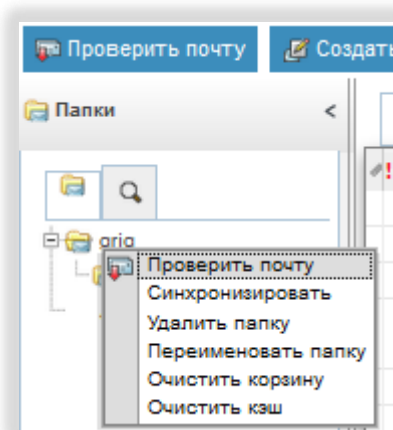 Проверить почту
Создать
Папки
<
!
orig
Проверить почту
Синхронизировать
Удалить папку
Переименовать папку
Очистить корзину
Очистить кэш